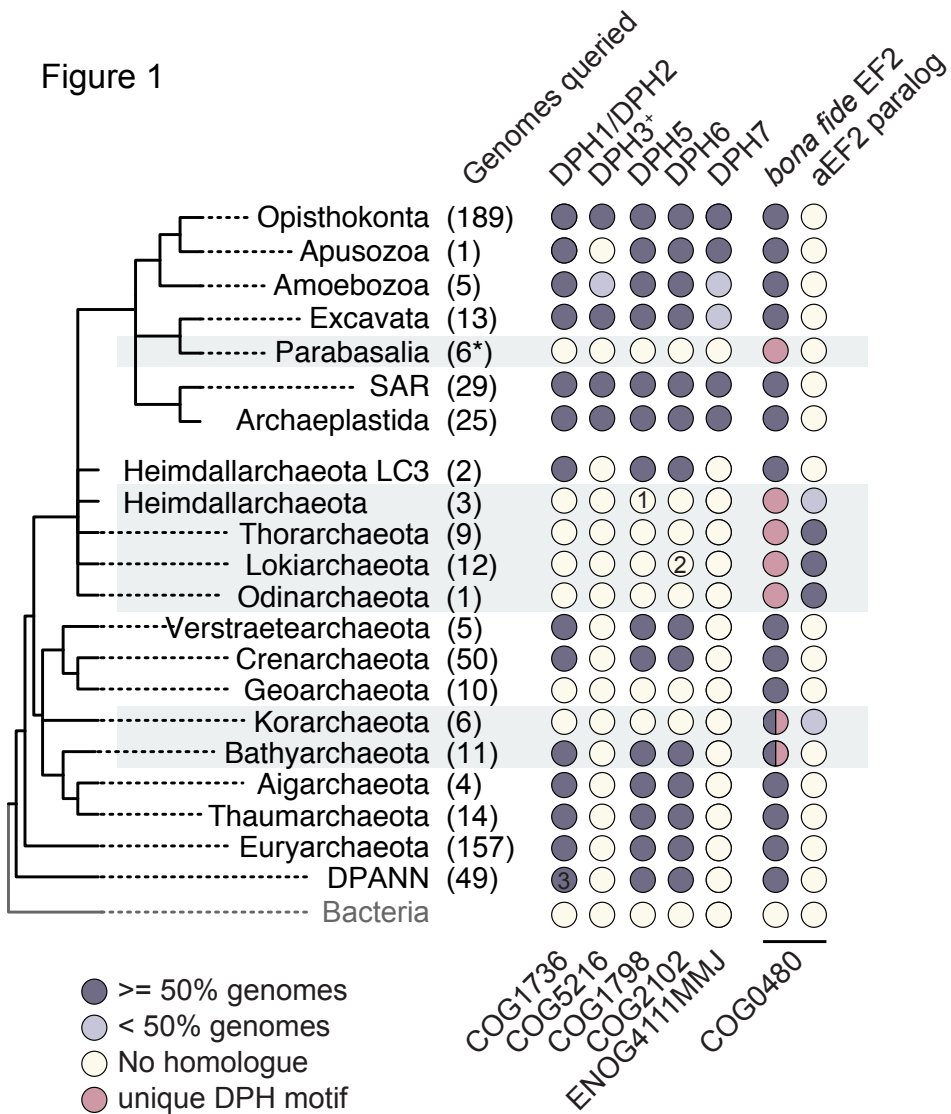 Figure 1
Genomes queried
DPH1/DPH2
DPH3+
DPH5
DPH6
DPH7
bona fide EF2
aEF2 paralog
Opisthokonta (189)
Apusozoa (1)
Amoebozoa (5)
Excavata (13)
Parabasalia (6*)
SAR (29)
Archaeplastida (25)
Heimdallarchaeota LC3 (2)
Heimdallarchaeota (3) 1
Thorarchaeota (9)
Lokiarchaeota (12) 2
Odinarchaeota (1)
Verstraetearchaeota (5)
Crenarchaeota (50)
Geoarchaeota (10)
Korarchaeota (6)
Bathyarchaeota (11)
Aigarchaeota (4)
Thaumarchaeota (14)
Euryarchaeota (157)
DPANN (49) 3
Bacteria
COG1736
COG5216
COG1798
COG2102
ENOG4111MMJ
COG0480
>= 50% genomes
< 50% genomes
No homologue
unique DPH motif